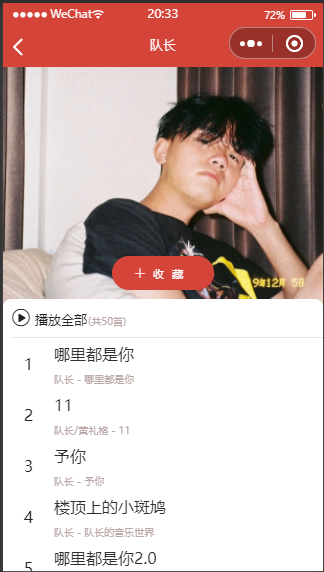 WeChat
20:33
72%
队长
+ 收 藏
19年12月 5日
播放全部(共50首)
1
哪里都是你
队长 - 哪里都是你
2
11
队长/黄礼格 - 11
3
予你
队长 - 予你
4
楼顶上的小斑鸠
队长 - 队长的音乐世界
5
哪里都是你2.0